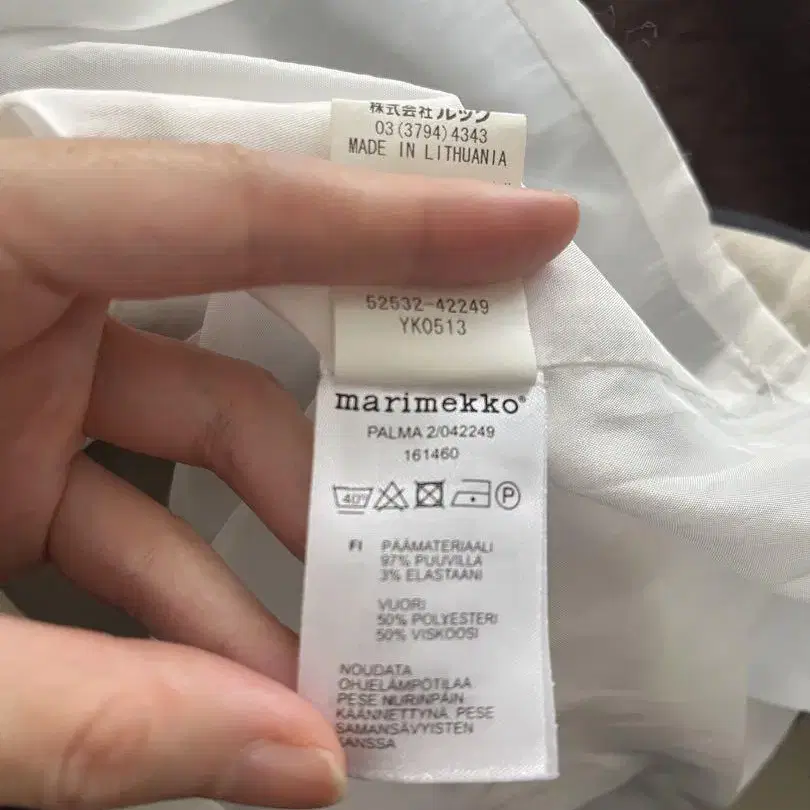 株式会社ルック
03(3794)4343
MADE IN LITHUANIA
52532-42249
YK0513
marimekko®
PALMA 2/042249
161460
40° P
FI PÄÄMATERIAALI
97% PUUVILLA
3% ELASTAANI
VUORI
50% POLYESTERI
50% VISKOOSI
NOUDATA
OHJELÄMPÖTILAA
PESE NURINPÄIN
KÄÄNNETTYNÄ. PESE
SAMANSÄVYISTEN
KANSSA